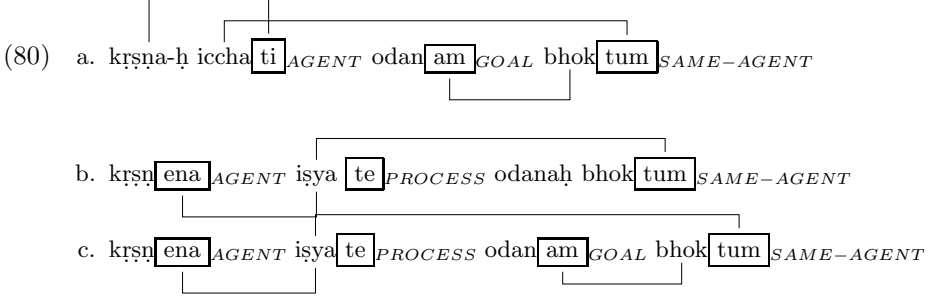 (80) a. kṛṣṇa-ḥ iccha ti AGENT odan am GOAL bhok tum SAME−AGENT
b. kṛṣṇ ena AGENT iṣya te PROCESS odanaḥ bhok tum SAME−AGENT
c. kṛṣṇ ena AGENT iṣya te PROCESS odan am GOAL bhok tum SAME−AGENT